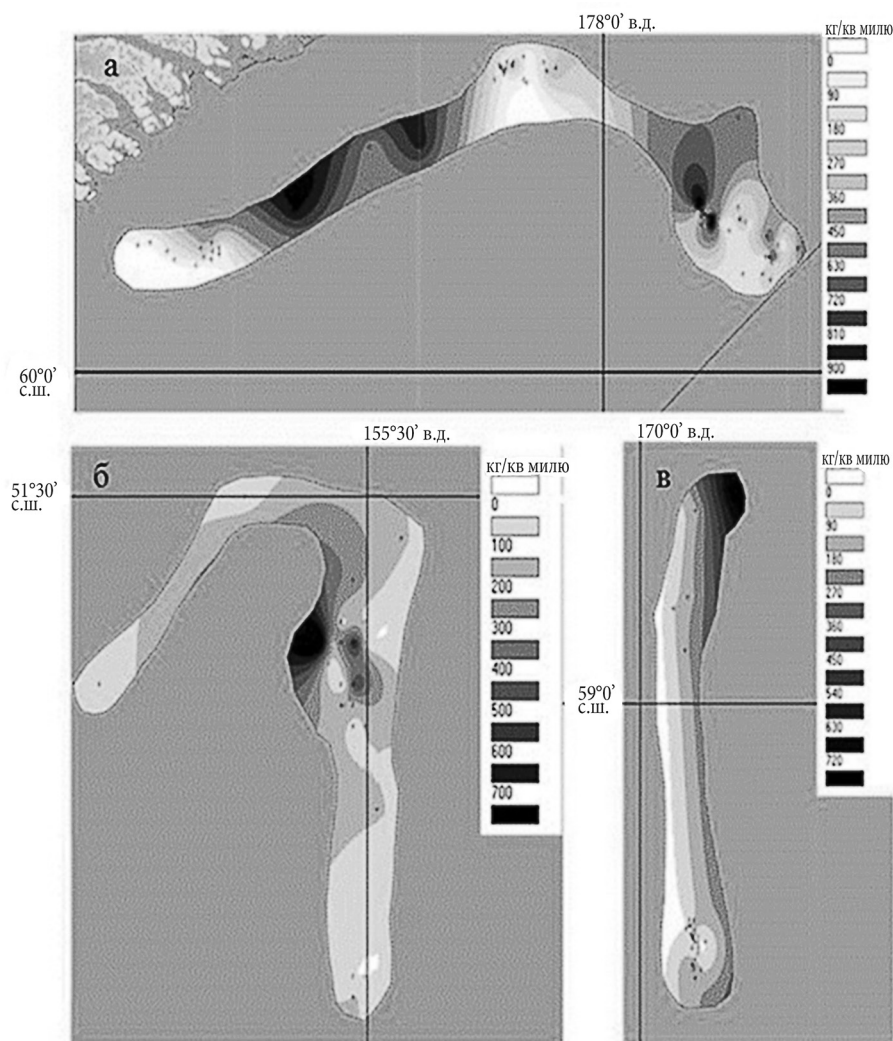 178°0’ в.д.
кг/кв милю
а
0
90
180
270
360
450
630
720
810
900
60°0’
с.ш.
155°30’ в.д.
170°0’ в.д.
б
51°30’
с.ш.
кг/кв милю
0
100
200
300
400
500
600
700
в
кг/кв милю
0
90
180
270
360
450
540
630
720
59°0’
с.ш.